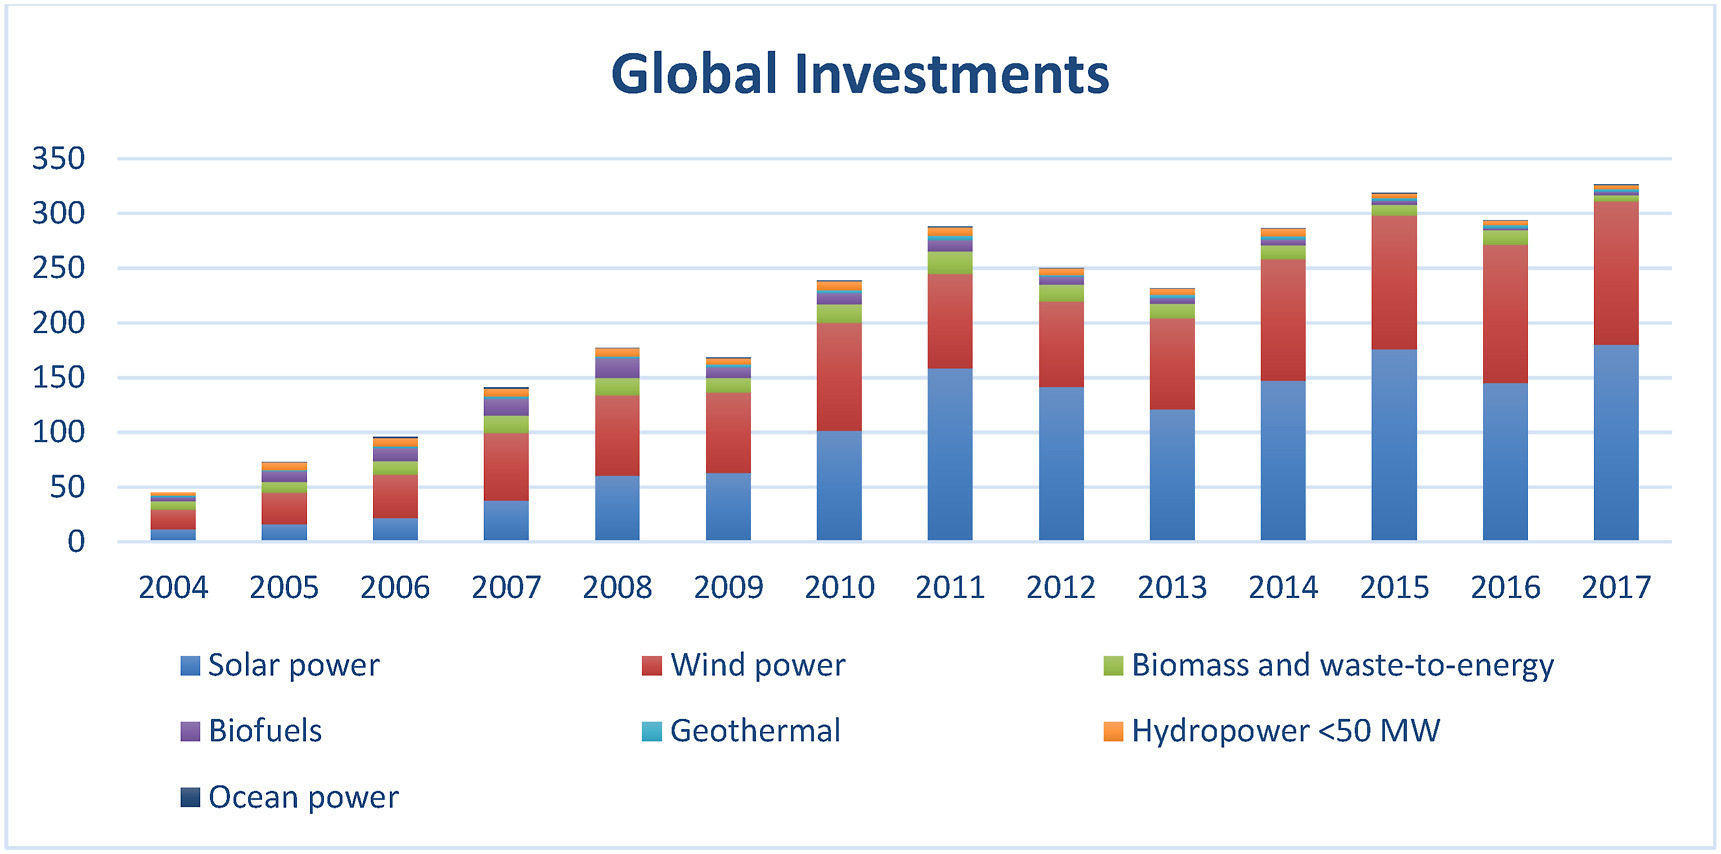 Global Investments
350
300
250
200
150
100
50
0
2004 2005 2006 2007 2008 2009 2010 2011 2012 2013 2014 2015 2016 2017
Solar power Wind power Biomass and waste-to-energy
Biofuels Geothermal Hydropower <50 MW
Ocean power